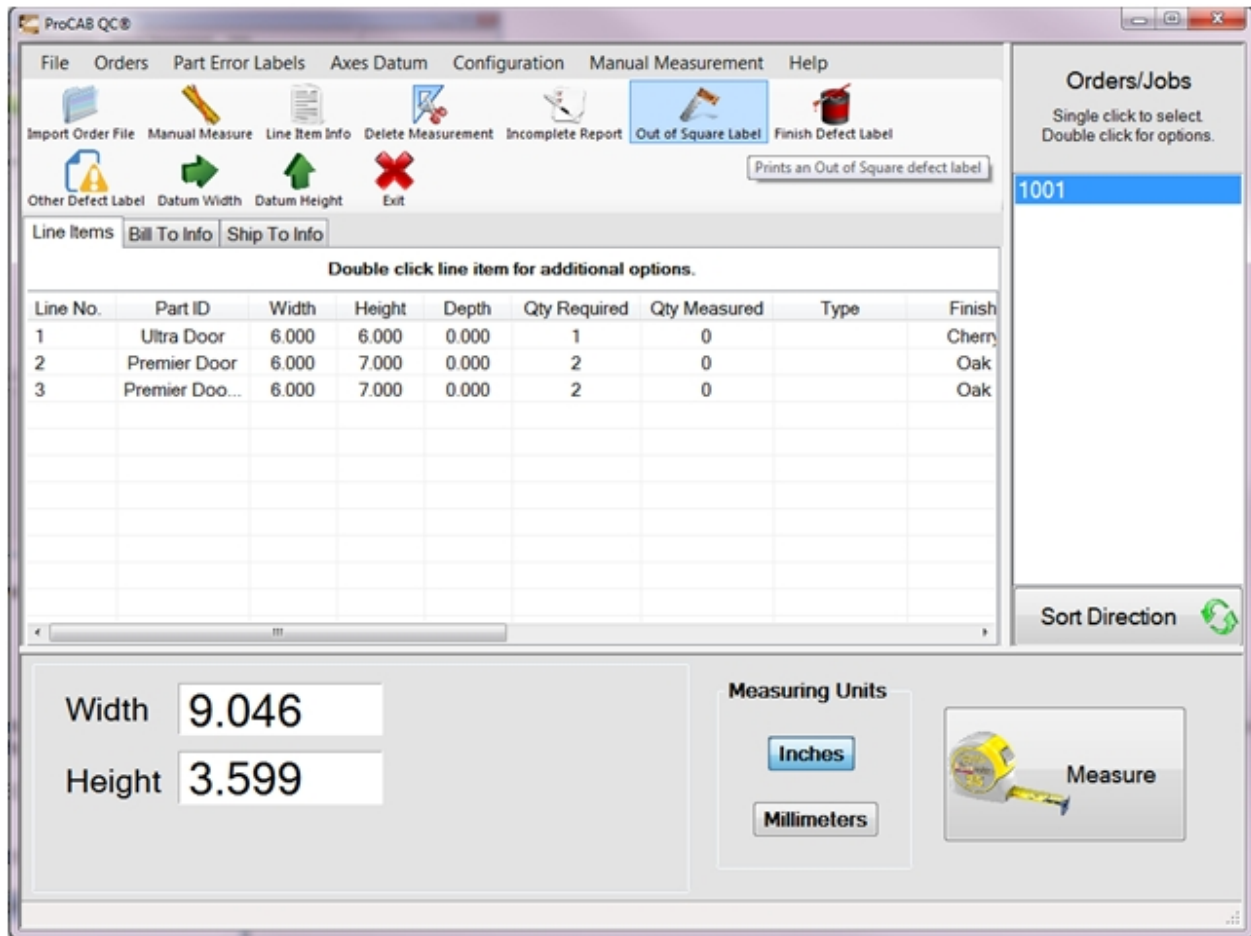 ProCAB QC®
File Orders Part Error Labels Axes Datum Configuration Manual Measurement Help
Import Order File Manual Measure Line Item Info Delete Measurement Incomplete Report Out of Square Label Finish Defect Label
Prints an Out of Square defect label
Other Defect Label Datum Width Datum Height Exit
Line Items Bill To Info Ship To Info
Double click line item for additional options.
Line No. Part ID Width Height Depth Qty Required Qty Measured Type Finish
1 Ultra Door 6.000 6.000 0.000 1 0 Cherry
2 Premier Door 6.000 7.000 0.000 2 0 Oak
3 Premier Doo... 6.000 7.000 0.000 2 0 Oak
Orders/Jobs
Single click to select.
Double click for options.
1001
Sort Direction
Width 9.046
Height 3.599
Measuring Units
Inches
Millimeters
Measure